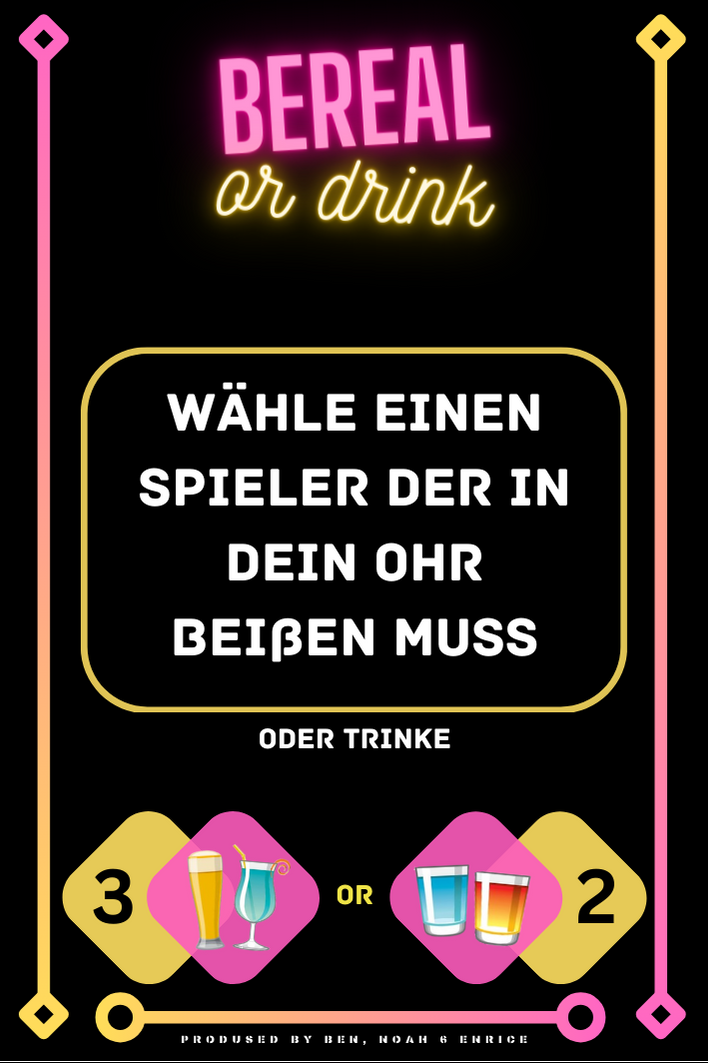 BEREAL
or drink
WÄHLE EINEN
SPIELER DER IN
DEIN OHR
BEIßEN MUSS
ODER TRINKE
3 OR 2
PRODUSED BY BEN, NOAH & ENRICE